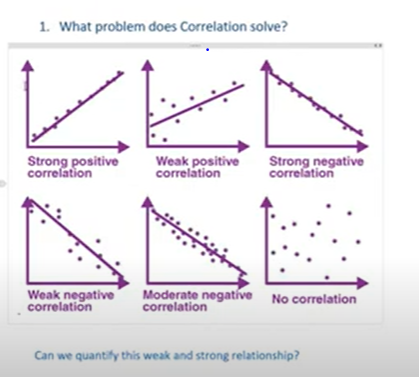 1. What problem does Correlation solve?
Strong positive
correlation
Weak positive
correlation
Strong negative
correlation
Weak negative
correlation
Moderate negative
correlation
No correlation
Can we quantify this weak and strong relationship?